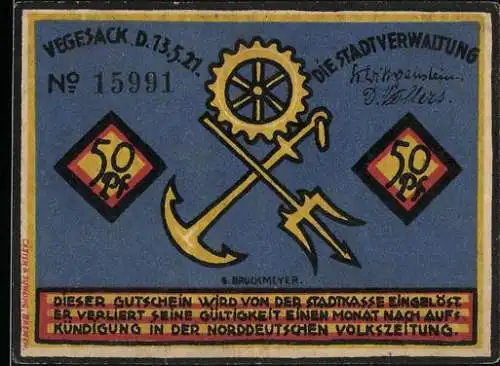 VEGESACK. D. 13.5.21.
DIE STADTVERWALTUNG
No 15991
50 Pf
50 Pf
G. BRUCKMEYER.
DIESER GUTSCHEIN WIRD VON DER STADTKASSE EINGELÖST
ER VERLIERT SEINE GÜLTIGKEIT EINEN MONAT NACH AUF=
KÜNDIGUNG IN DER NORDDEUTSCHEN VOLKSZEITUNG.